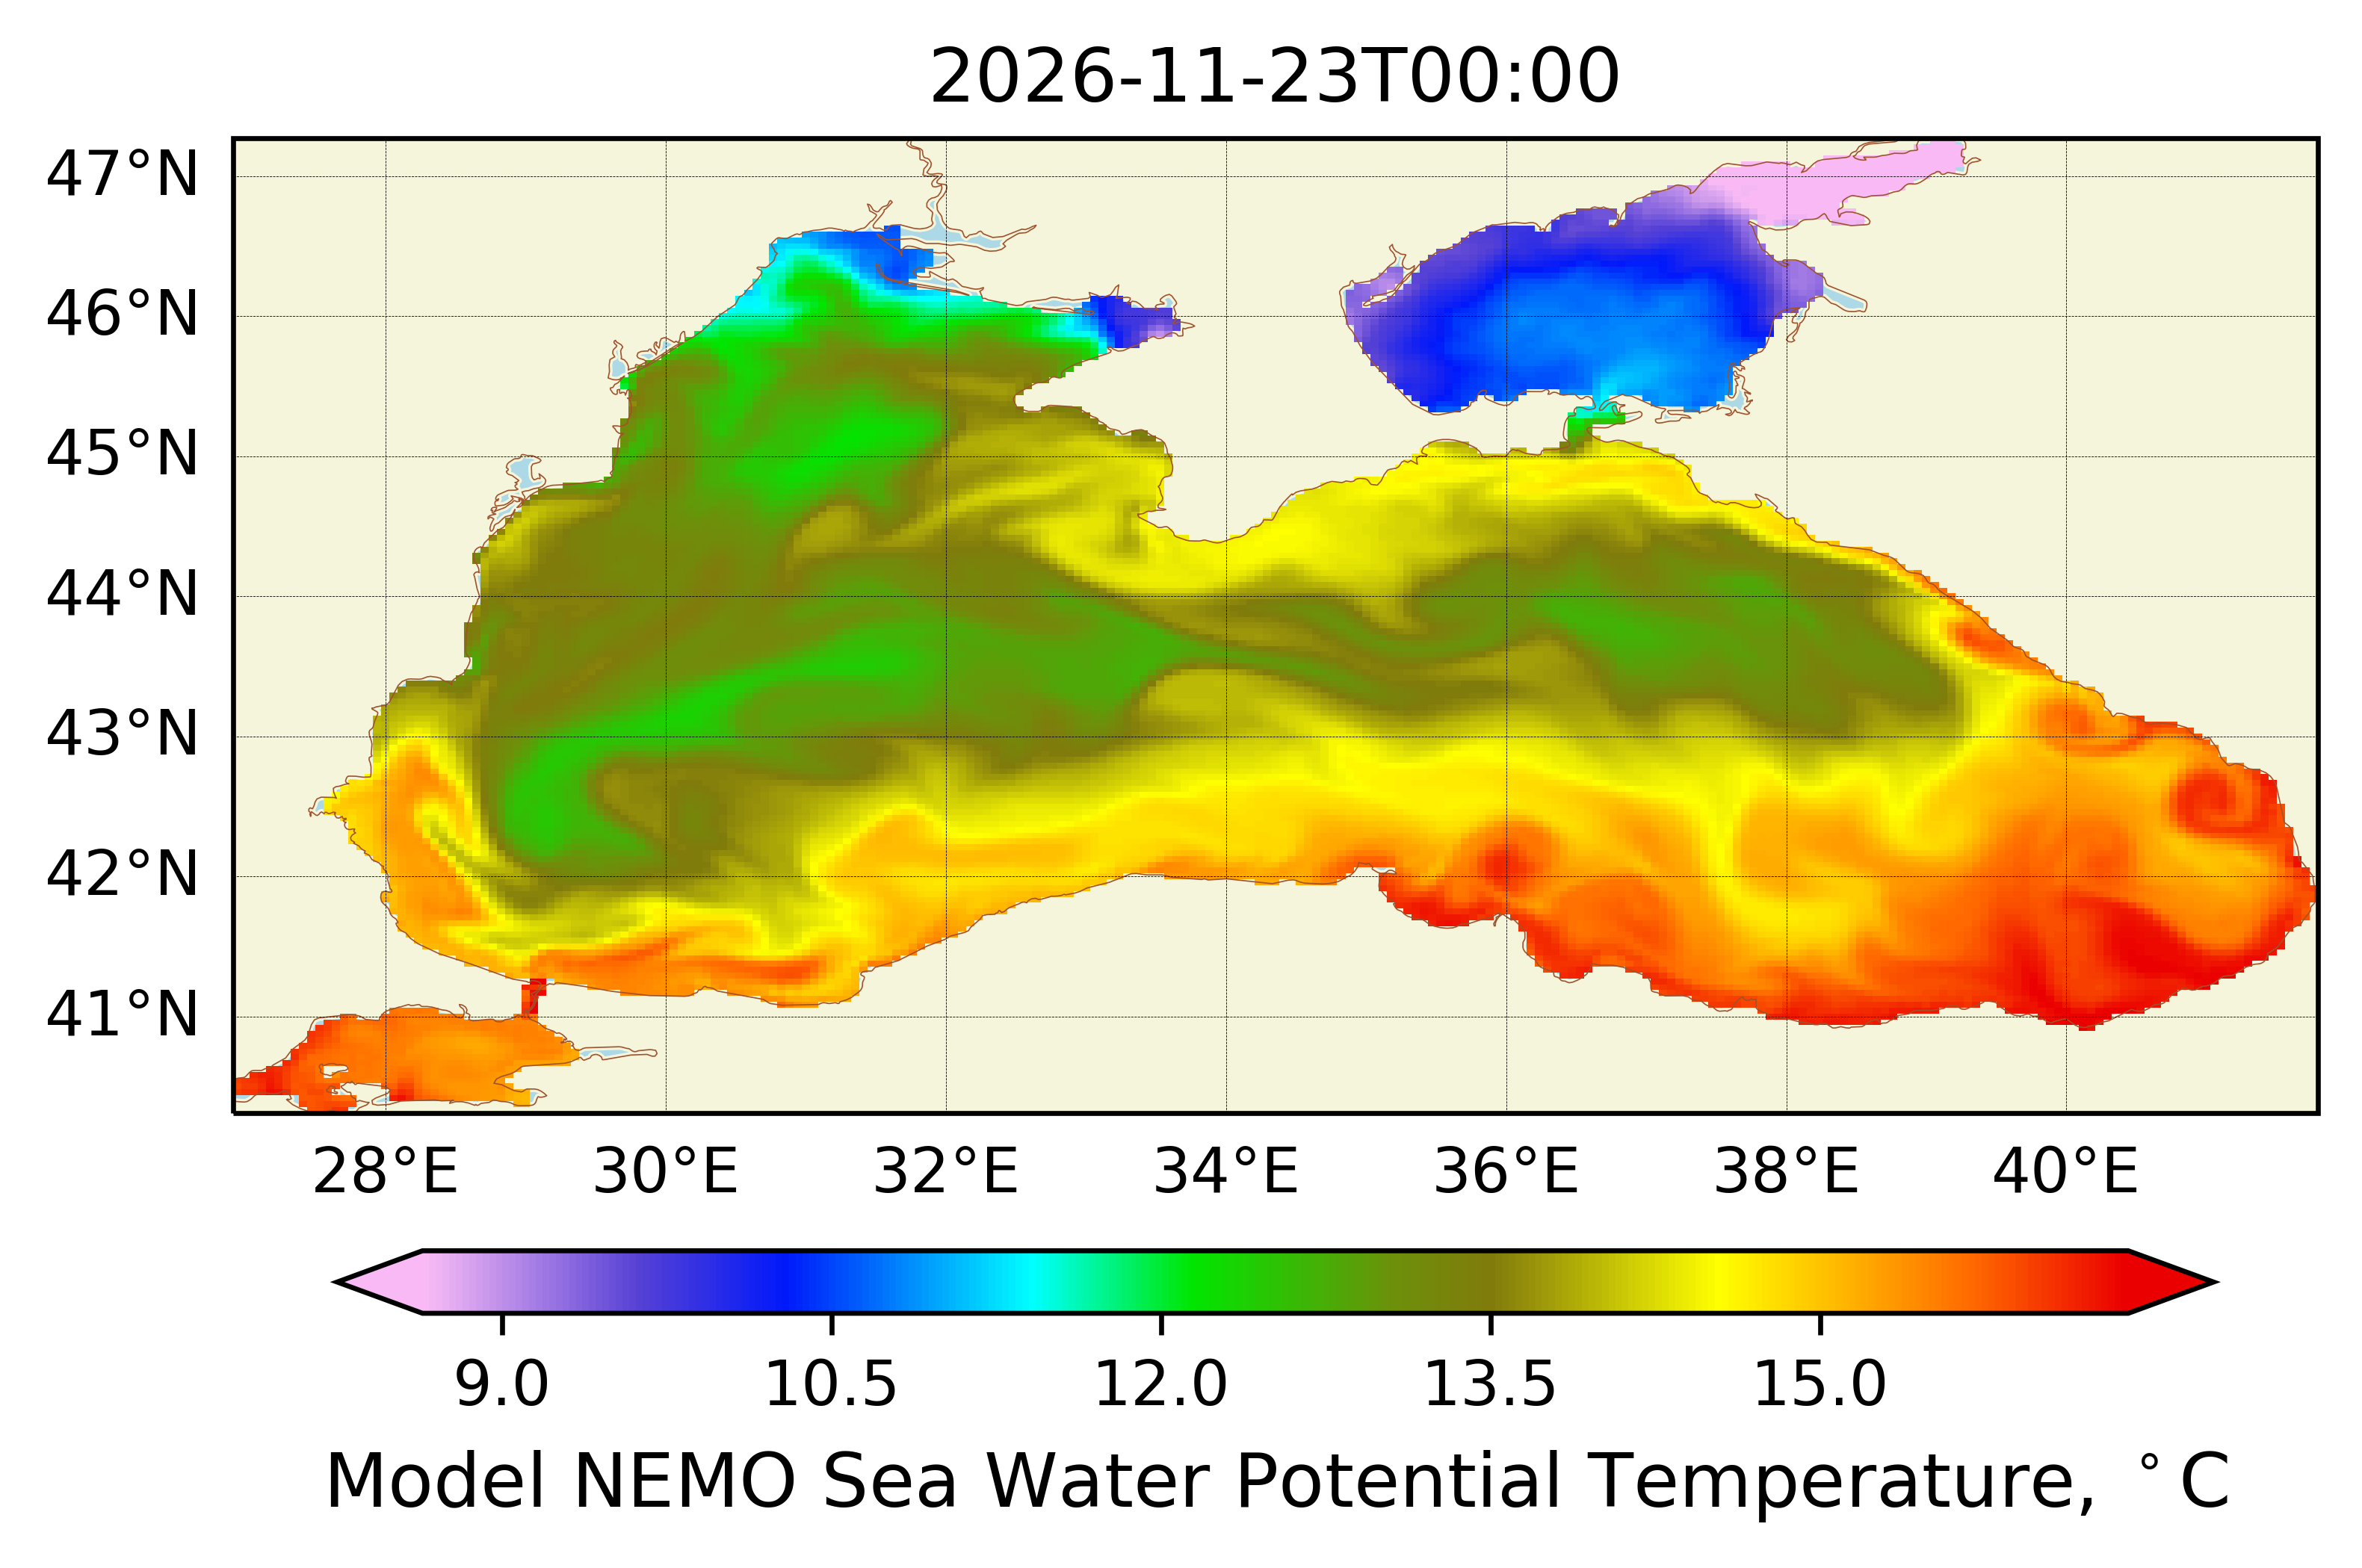 2026-11-23T00:00
47°N
46°N
45°N
44°N
43°N
42°N
41°N
28°E 30°E 32°E 34°E 36°E 38°E 40°E
9.0 10.5 12.0 13.5 15.0
Model NEMO Sea Water Potential Temperature, °C